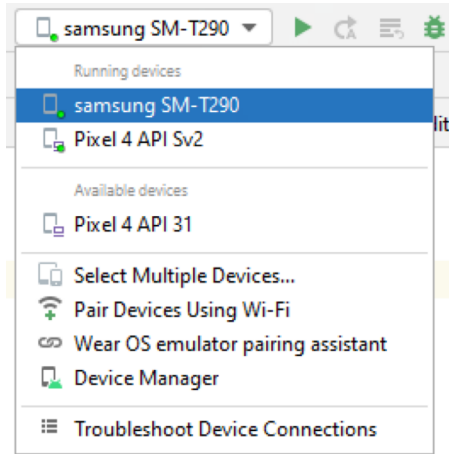 samsung SM-T290
Running devices
samsung SM-T290
Pixel 4 API Sv2
Available devices
Pixel 4 API 31
Select Multiple Devices...
Pair Devices Using Wi-Fi
Wear OS emulator pairing assistant
Device Manager
Troubleshoot Device Connections